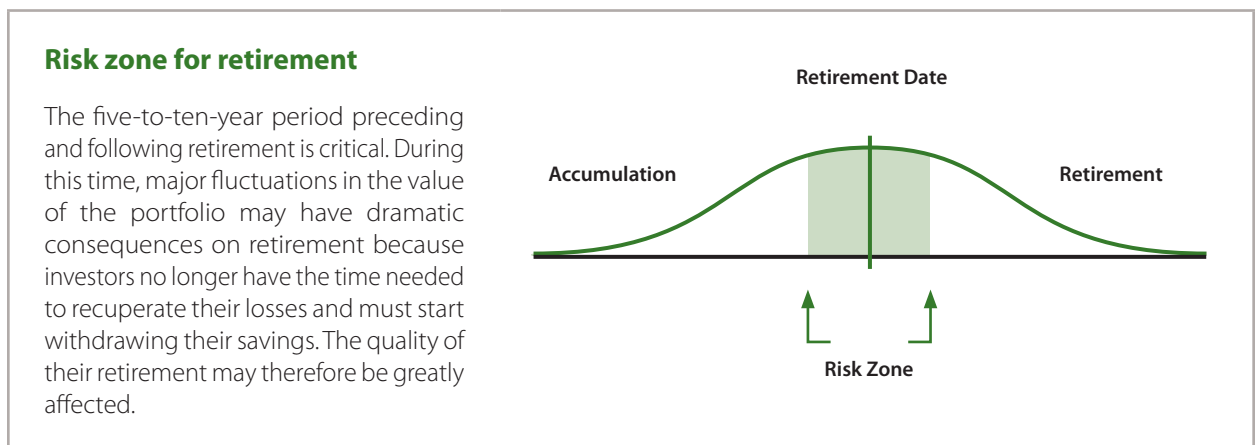 Risk zone for retirement
The five-to-ten-year period preceding
and following retirement is critical. During
this time, major fluctuations in the value
of the portfolio may have dramatic
consequences on retirement because
investors no longer have the time needed
to recuperate their losses and must start
withdrawing their savings. The quality of
their retirement may therefore be greatly
affected.
Retirement Date
Accumulation
Retirement
Risk Zone